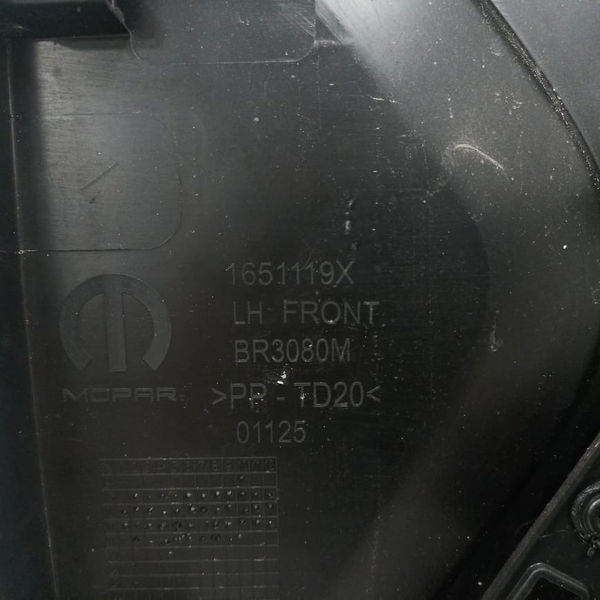 1651119X
LH FRONT
BR3080M
MOPAR
>PP - TD20<
01125